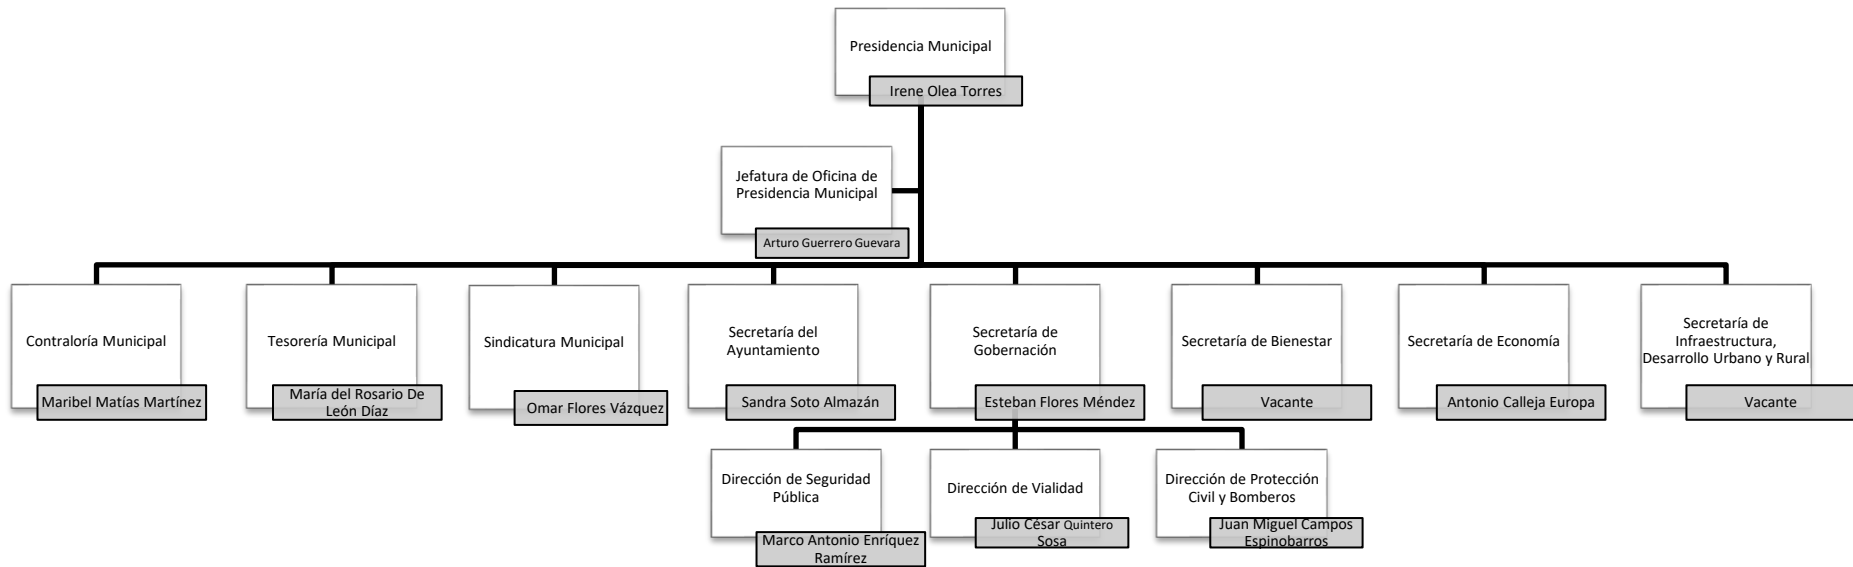 Presidencia Municipal
Irene Olea Torres
Jefatura de Oficina de
Presidencia Municipal
Arturo Guerrero Guevara
Contraloría Municipal
Maribel Matías Martínez
Tesorería Municipal
María del Rosario De
León Díaz
Sindicatura Municipal
Omar Flores Vázquez
Secretaría del
Ayuntamiento
Sandra Soto Almazán
Secretaría de
Gobernación
Esteban Flores Méndez
Secretaría de Bienestar
Vacante
Secretaría de Economía
Antonio Calleja Europa
Secretaría de
Infraestructura,
Desarrollo Urbano y Rural
Vacante
Dirección de Seguridad
Pública
Marco Antonio Enríquez
Ramírez
Dirección de Vialidad
Julio César Quintero
Sosa
Dirección de Protección
Civil y Bomberos
Juan Miguel Campos
Espinobarros